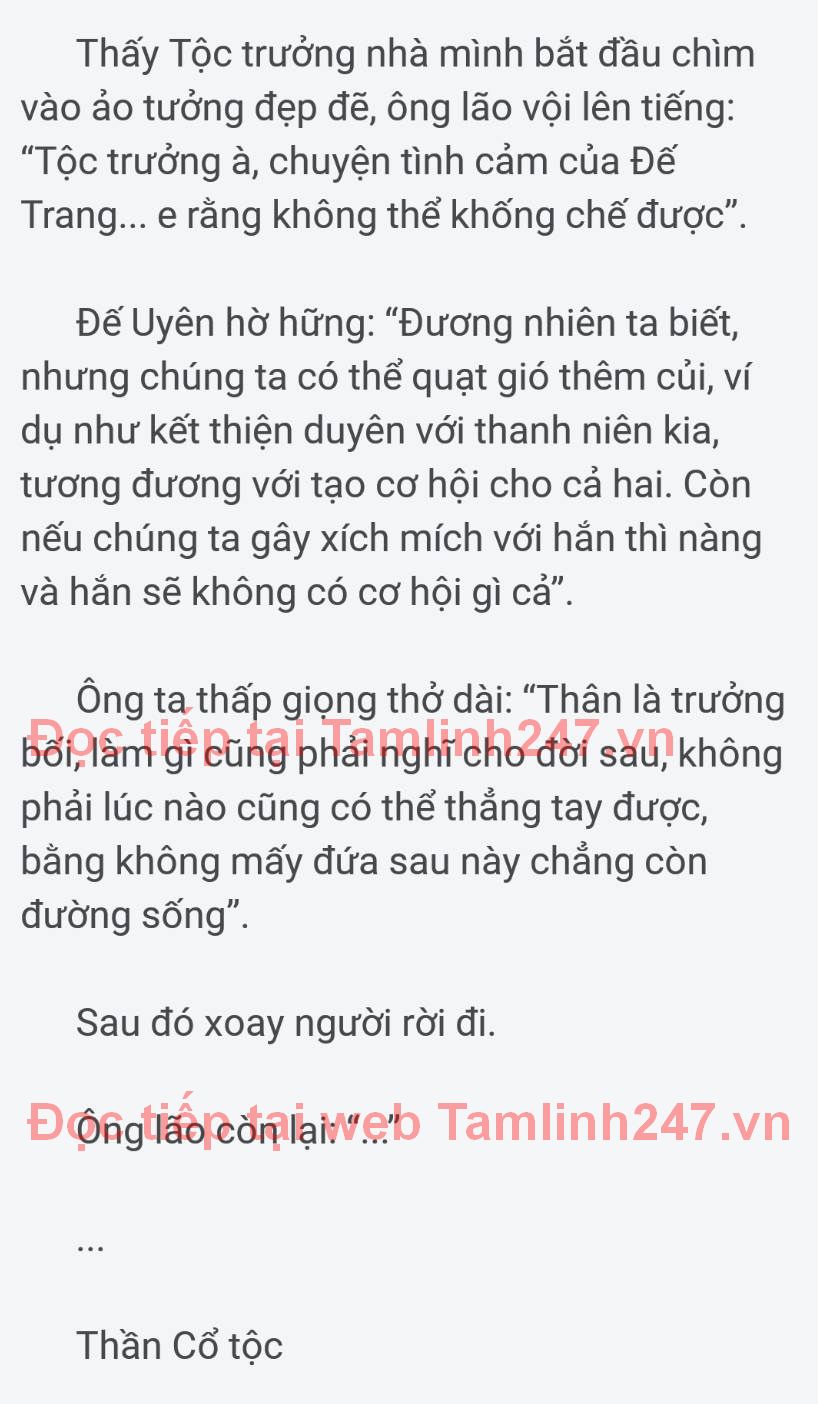 Thấy Tộc trưởng nhà mình bắt đầu chìm
vào ảo tưởng đẹp đẽ, ông lão vội lên tiếng:
“Tộc trưởng à, chuyện tình cảm của Đế
Trang... e rằng không thể khống chế được”.
Đế Uyên hờ hững: “Đương nhiên ta biết,
nhưng chúng ta có thể quạt gió thêm củi, ví
dụ như kết thiện duyên với thanh niên kia,
tương đương với tạo cơ hội cho cả hai. Còn
nếu chúng ta gây xích mích với hắn thì nàng
và hắn sẽ không có cơ hội gì cả”.
Ông ta thấp giọng thở dài: “Thân là trưởng
Đọc tiếp tại Tamlinh247.vn
bối, làm gì cũng phải nghĩ cho đời sau, không
phải lúc nào cũng có thể thẳng tay được,
bằng không mấy đứa sau này chẳng còn
đường sống”.
Sau đó xoay người rời đi.
Đọc tiếp tại web Tamlinh247.vn
Ông lão còn lại: “...”
...
Thần Cổ tộc